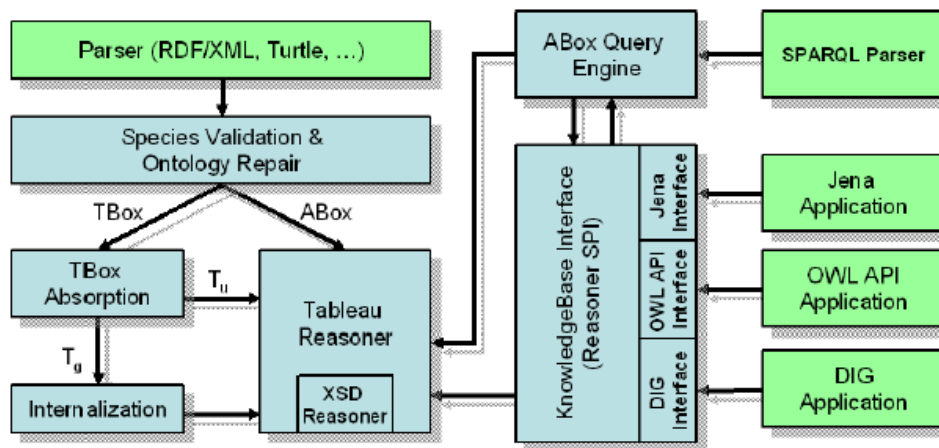 Parser (RDF/XML, Turtle, ...)
Species Validation &
Ontology Repair
TBox
ABox
TBox
Absorption
Tu
Tg
Internalization
Tableau
Reasoner
XSD
Reasoner
ABox Query
Engine
KnowledgeBase Interface
(Reasoner SPI)
Jena
Interface
OWL API
Interface
DIG
Interface
SPARQL Parser
Jena
Application
OWL API
Application
DIG
Application